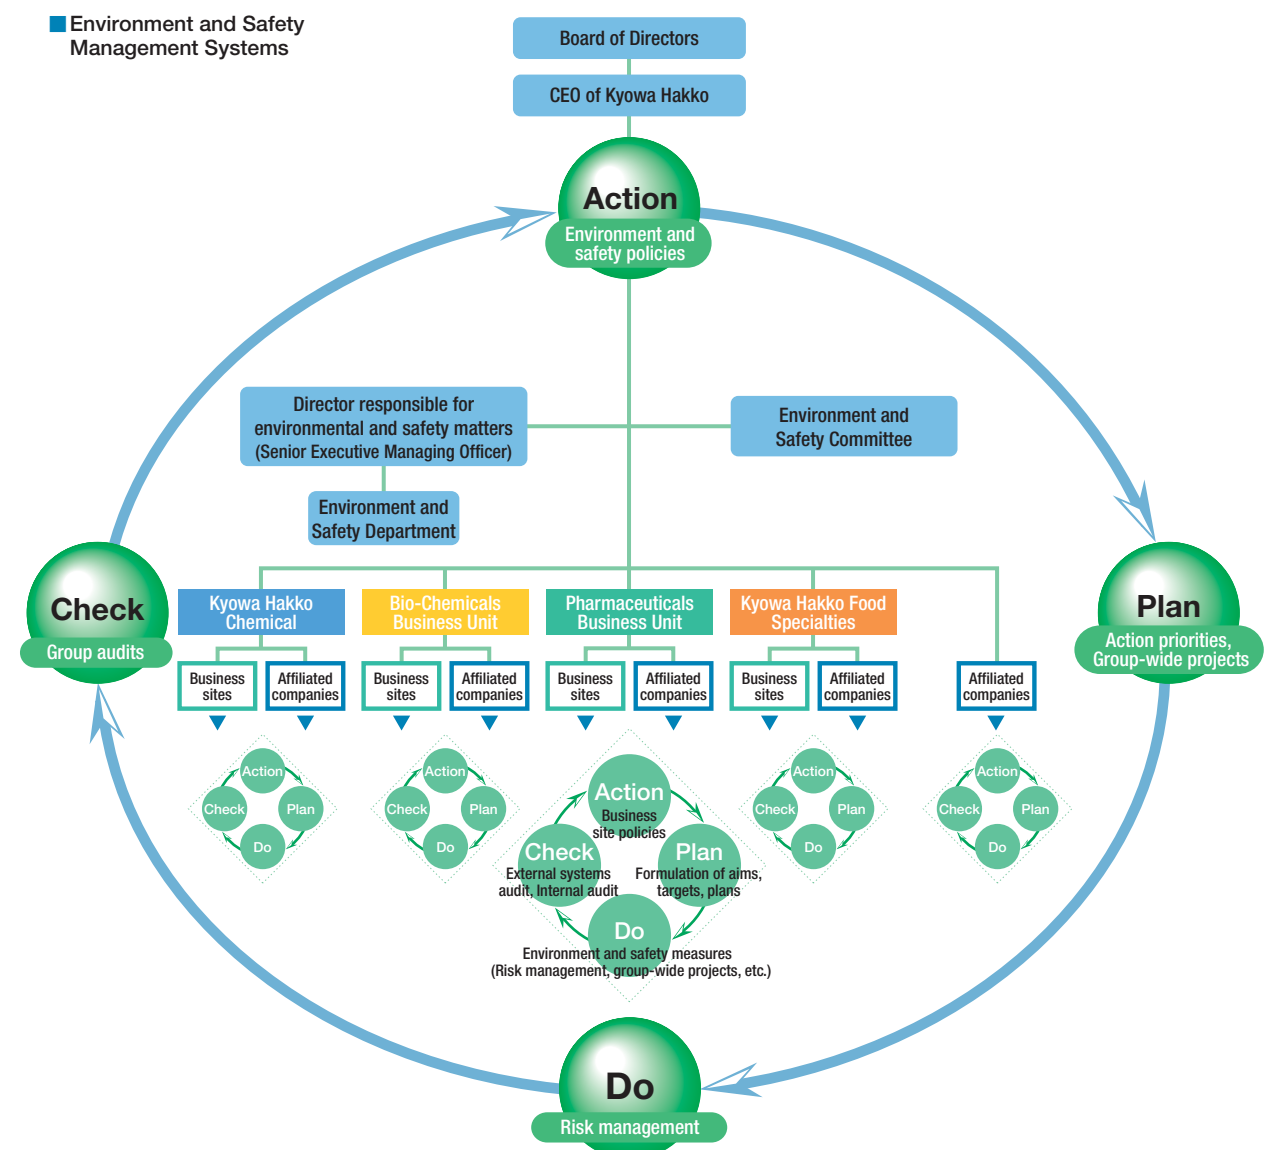 Environment and Safety
Management Systems
Board of Directors
CEO of Kyowa Hakko
Action
Environment and
safety policies
Director responsible for
environmental and safety matters
(Senior Executive Managing Officer)
Environment and
Safety Committee
Environment and
Safety Department
Check
Group audits
Plan
Action priorities,
Group-wide projects
Kyowa Hakko
Chemical
Bio-Chemicals
Business Unit
Pharmaceuticals
Business Unit
Kyowa Hakko Food
Specialties
Business
sites
Affiliated
companies
Business
sites
Affiliated
companies
Business
sites
Affiliated
companies
Business
sites
Affiliated
companies
Affiliated
companies
Action
Check
Plan
Do
Action
Check
Plan
Do
Action
Business
site policies
Check
External systems
audit, Internal audit
Plan
Formulation of aims,
targets, plans
Do
Environment and safety measures
(Risk management, group-wide projects, etc.)
Action
Check
Plan
Do
Action
Check
Plan
Do
Do
Risk management